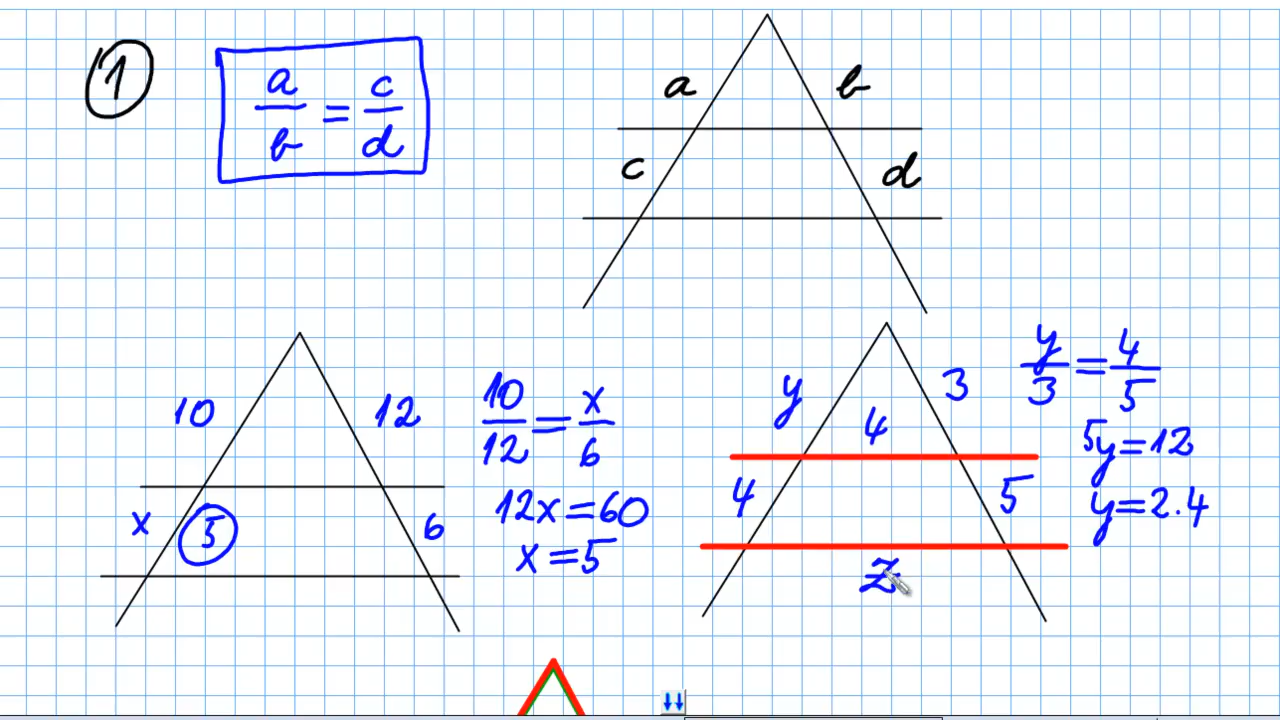 1
a/b = c/d
a
b
c
d
10
12
x
5
6
10/12 = x/6
12x=60
x=5
y
3
4
4
5
z
y/3 = 4/5
5y=12
y=2.4